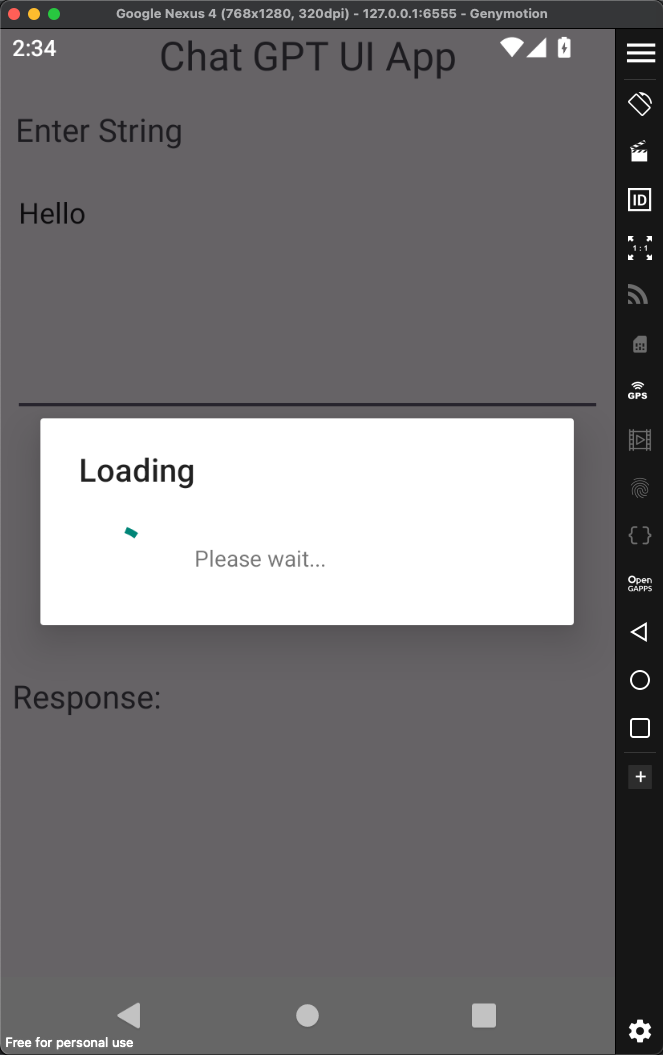 Google Nexus 4 (768x1280, 320dpi) - 127.0.0.1:6555 - Genymotion
2:34
Chat GPT UI App
Enter String
ID
Hello
1:1
GPS
Loading
Please wait...
Open
GAPPS
Response:
Free for personal use